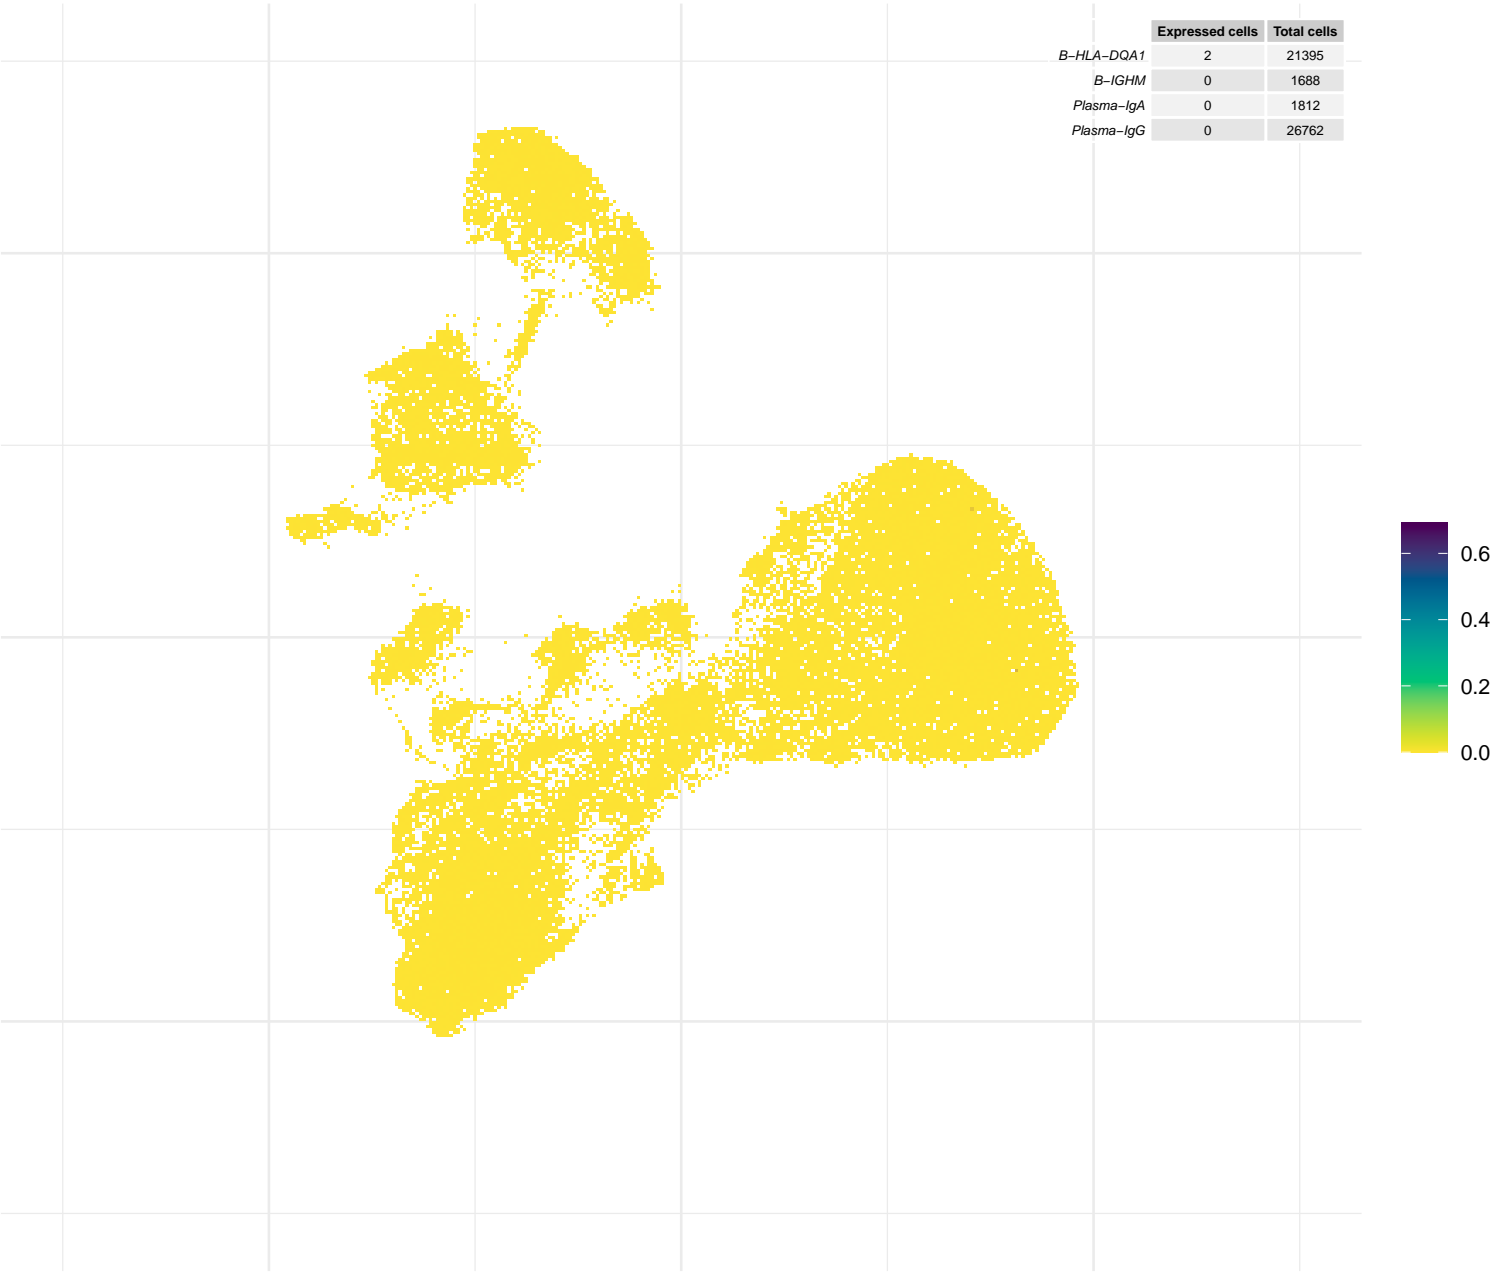 Expressed cells Total cells
B−HLA−DQA1 2 21395
B−IGHM 0 1688
Plasma−IgA 0 1812
Plasma−IgG 0 26762
0.6
0.4
0.2
0.0